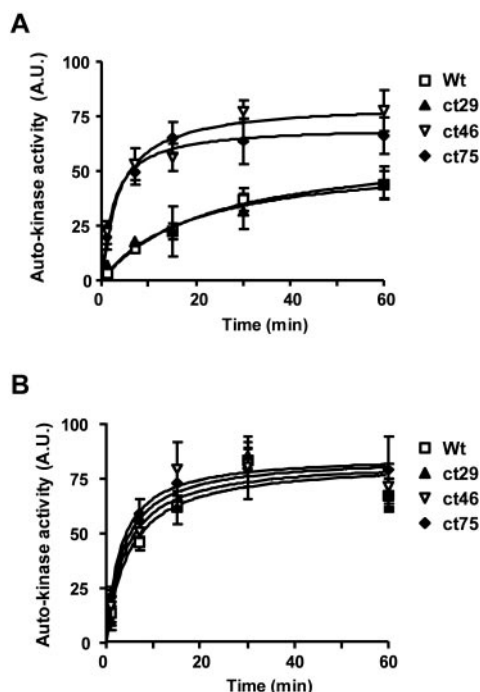 A
Auto-kinase activity (A.U.)
100
75
50
25
0
0
20
40
60
Time (min)
Wt
ct29
ct46
ct75
B
Auto-kinase activity (A.U.)
100
75
50
25
0
0
20
40
60
Time (min)
Wt
ct29
ct46
ct75